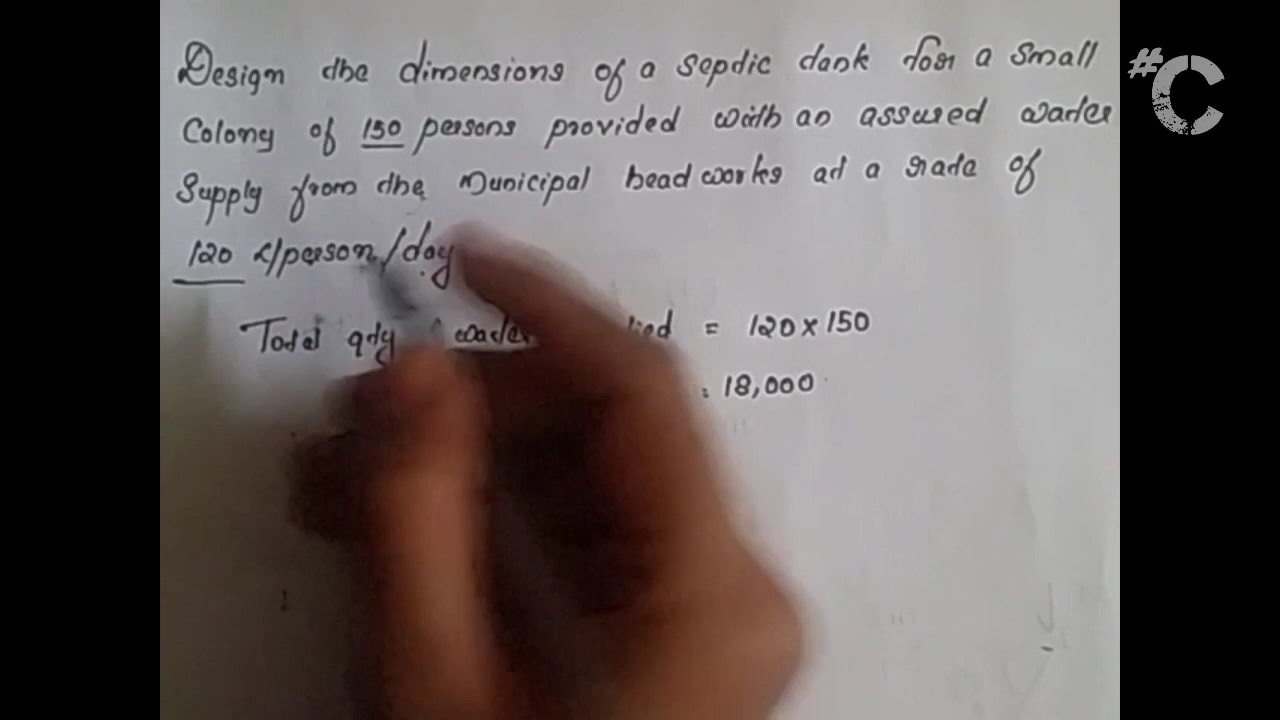 Design the dimensions of a septic tank for a small
Colony of 150 persons provided with an assured water
Supply from the Municipal head works at a rate of
120 L/person/day
Total qty water = 120 x 150
= 18,000
#C